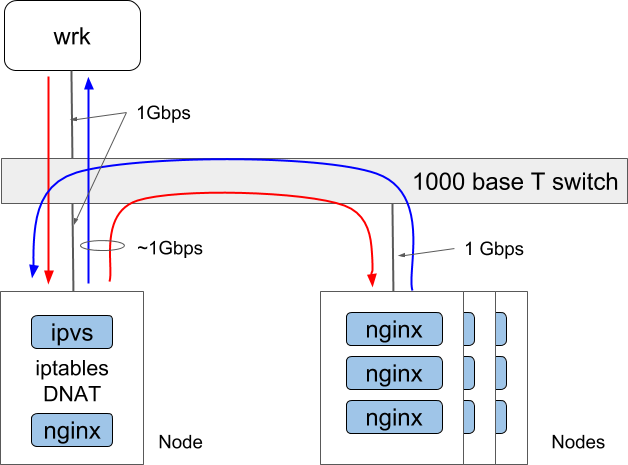 wrk
1Gbps
1000 base T switch
~1Gbps
1 Gbps
ipvs
iptables
DNAT
nginx
Node
nginx
nginx
nginx
Nodes